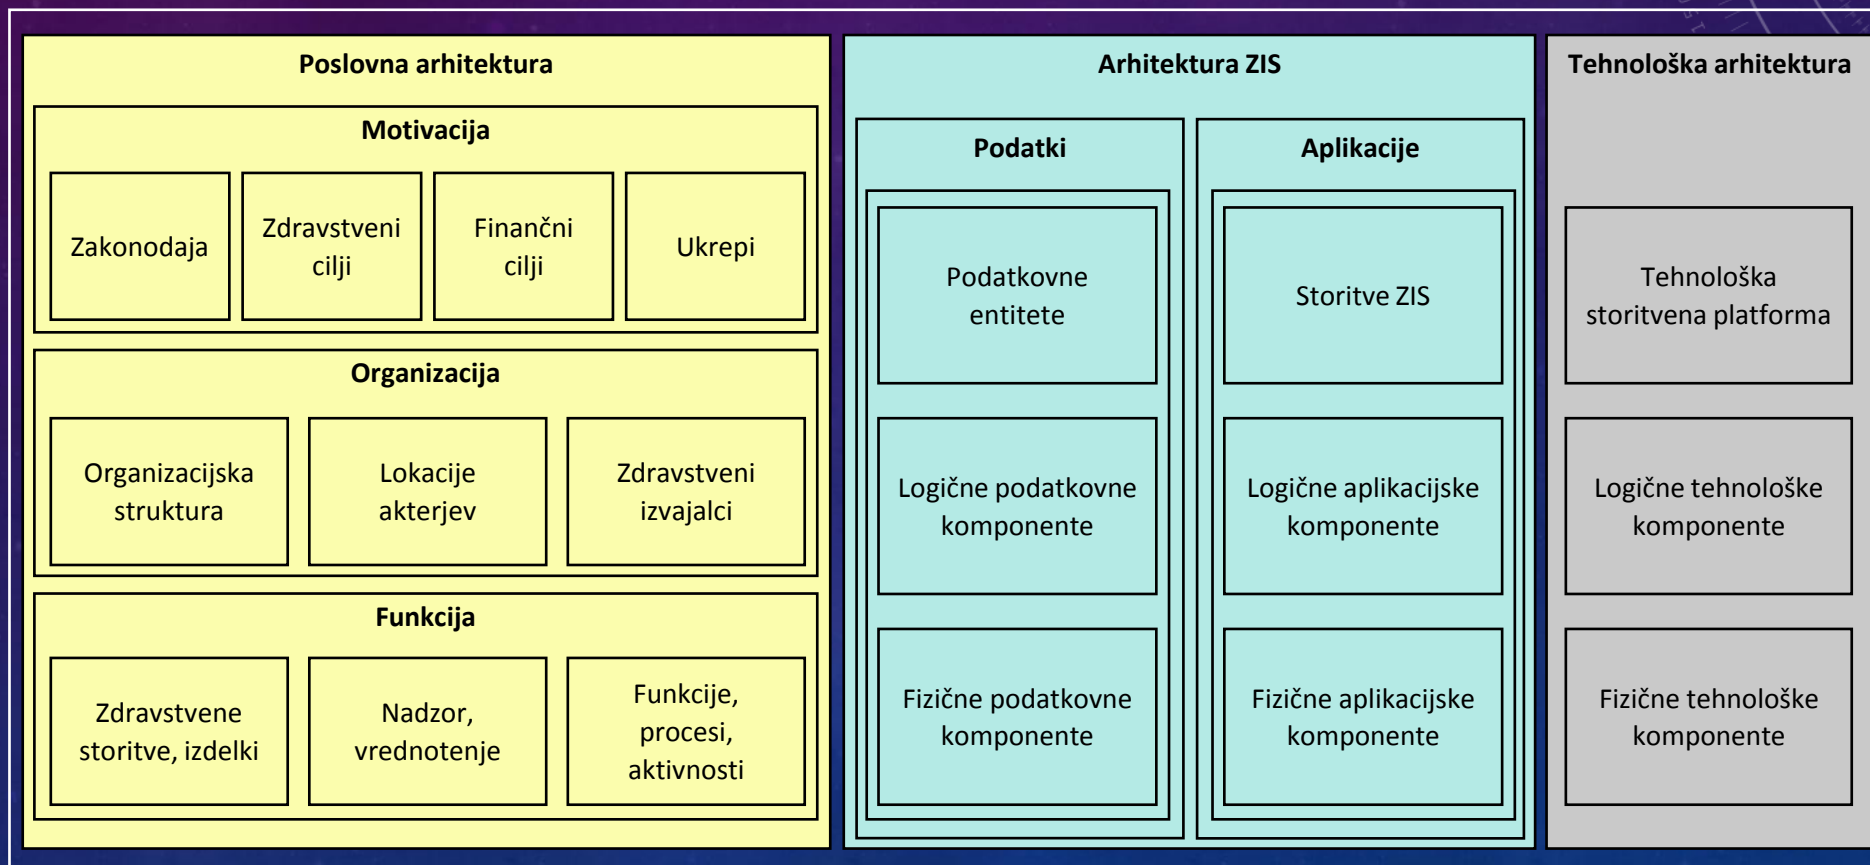 Poslovna arhitektura
Motivacija
Zakonodaja
Zdravstveni
cilji
Finančni
cilji
Ukrepi
Organizacija
Organizacijska
struktura
Lokacije
akterjev
Zdravstveni
izvajalci
Funkcija
Zdravstvene
storitve, izdelki
Nadzor,
vrednotenje
Funkcije,
procesi,
aktivnosti
Arhitektura ZIS
Podatki
Podatkovne
entitete
Logične podatkovne
komponente
Fizične podatkovne
komponente
Aplikacije
Storitve ZIS
Logične aplikacijske
komponente
Fizične aplikacijske
komponente
Tehnološka arhitektura
Tehnološka
storitvena platforma
Logične tehnološke
komponente
Fizične tehnološke
komponente